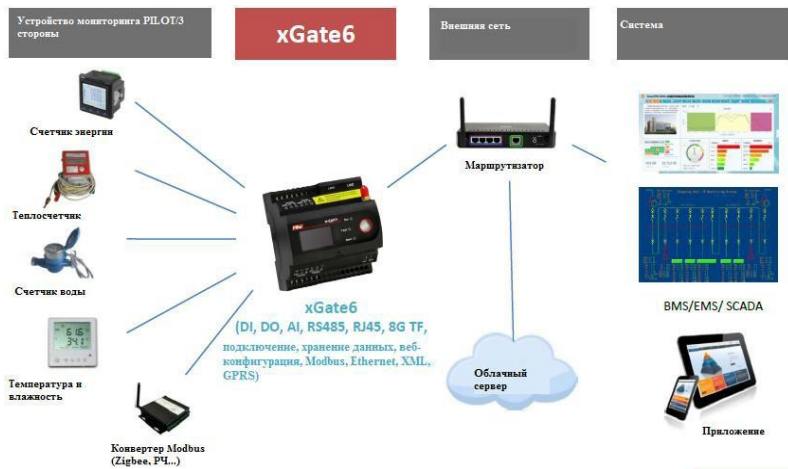 Устройство мониторинга PILOT/3
стороны
xGate6
Внешняя сеть
Система
Счетчик энергии
Теплосчетчик
Счетчик воды
Температура и
влажность
Конвертер Modbus
(Zigbee, РЧ...)
xGate6
(DI, DO, AI, RS485, RJ45, 8G TF,
подключение, хранение данных, веб-
конфигурация, Modbus, Ethernet, XML,
GPRS)
Маршрутизатор
Облачный
сервер
BMS/EMS/ SCADA
Приложение